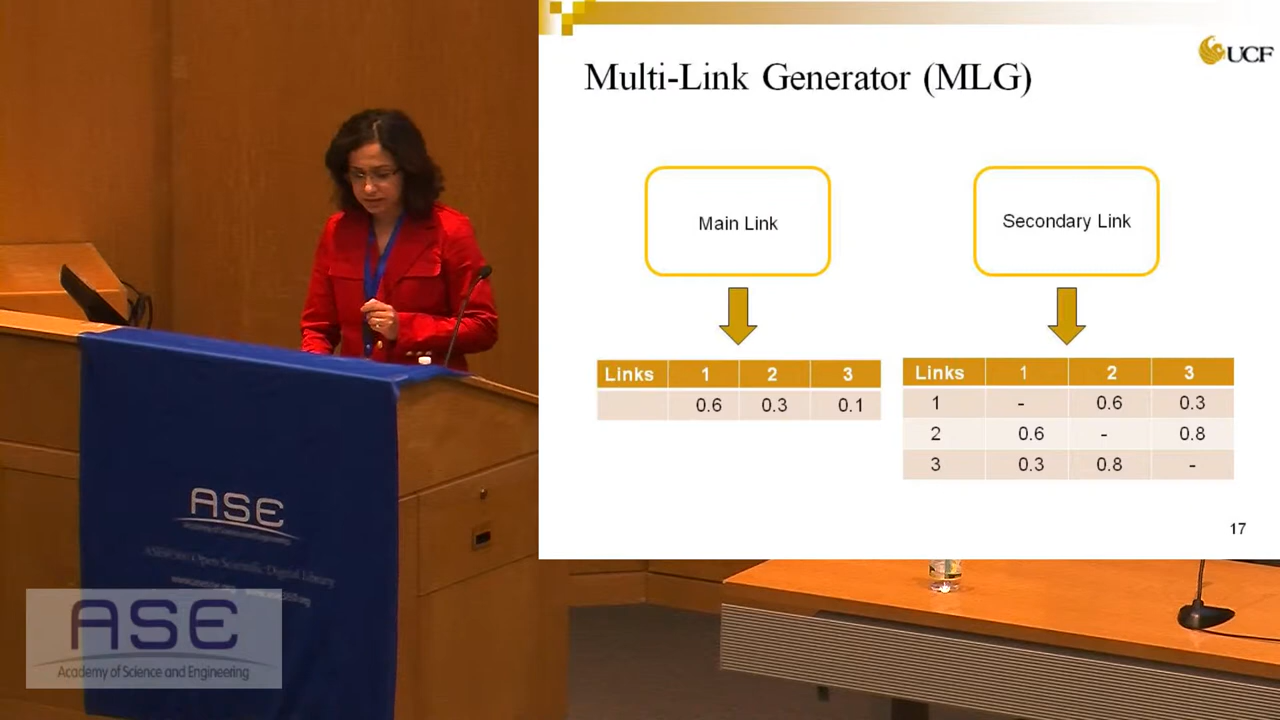 Multi-Link Generator (MLG)
UCF
Main Link
Secondary Link
Links 1 2 3
0.6 0.3 0.1
Links 1 2 3
1 - 0.6 0.3
2 0.6 - 0.8
3 0.3 0.8 -
17
ASE
ASE
Academy of Science and Engineering